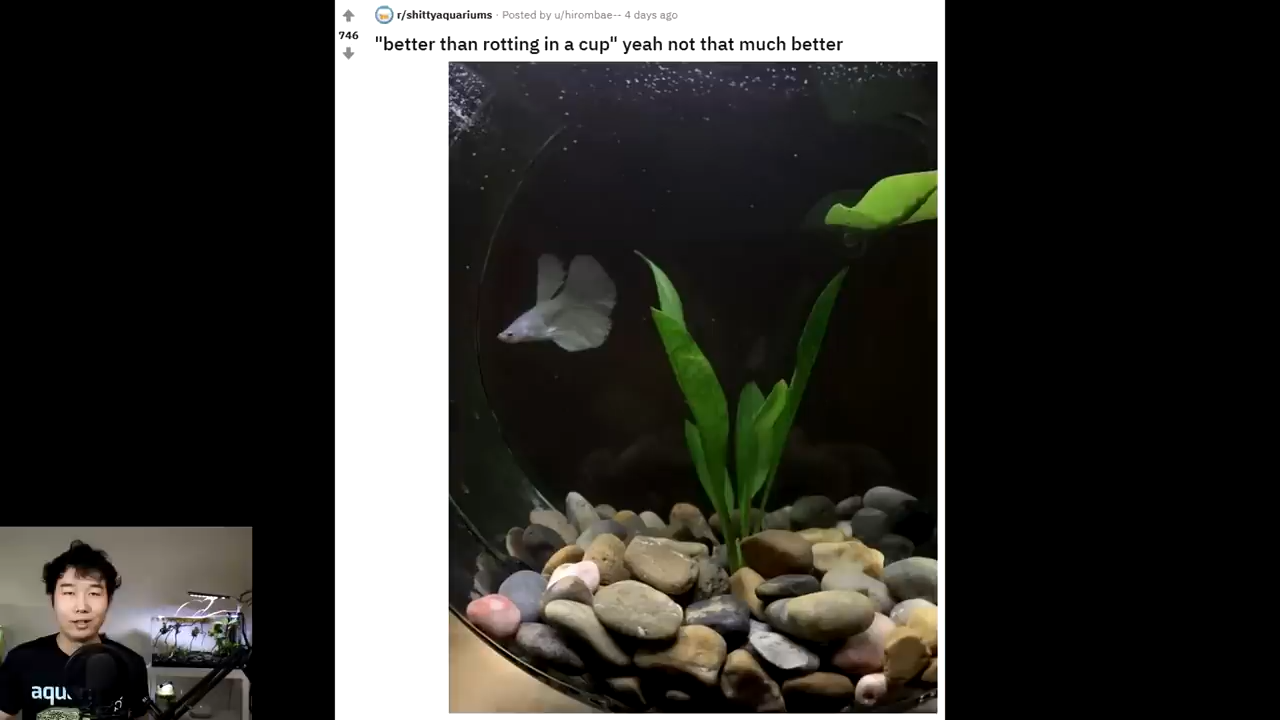 r/shittyaquariums · Posted by u/hirombae-- 4 days ago
746
"better than rotting in a cup" yeah not that much better
aqu